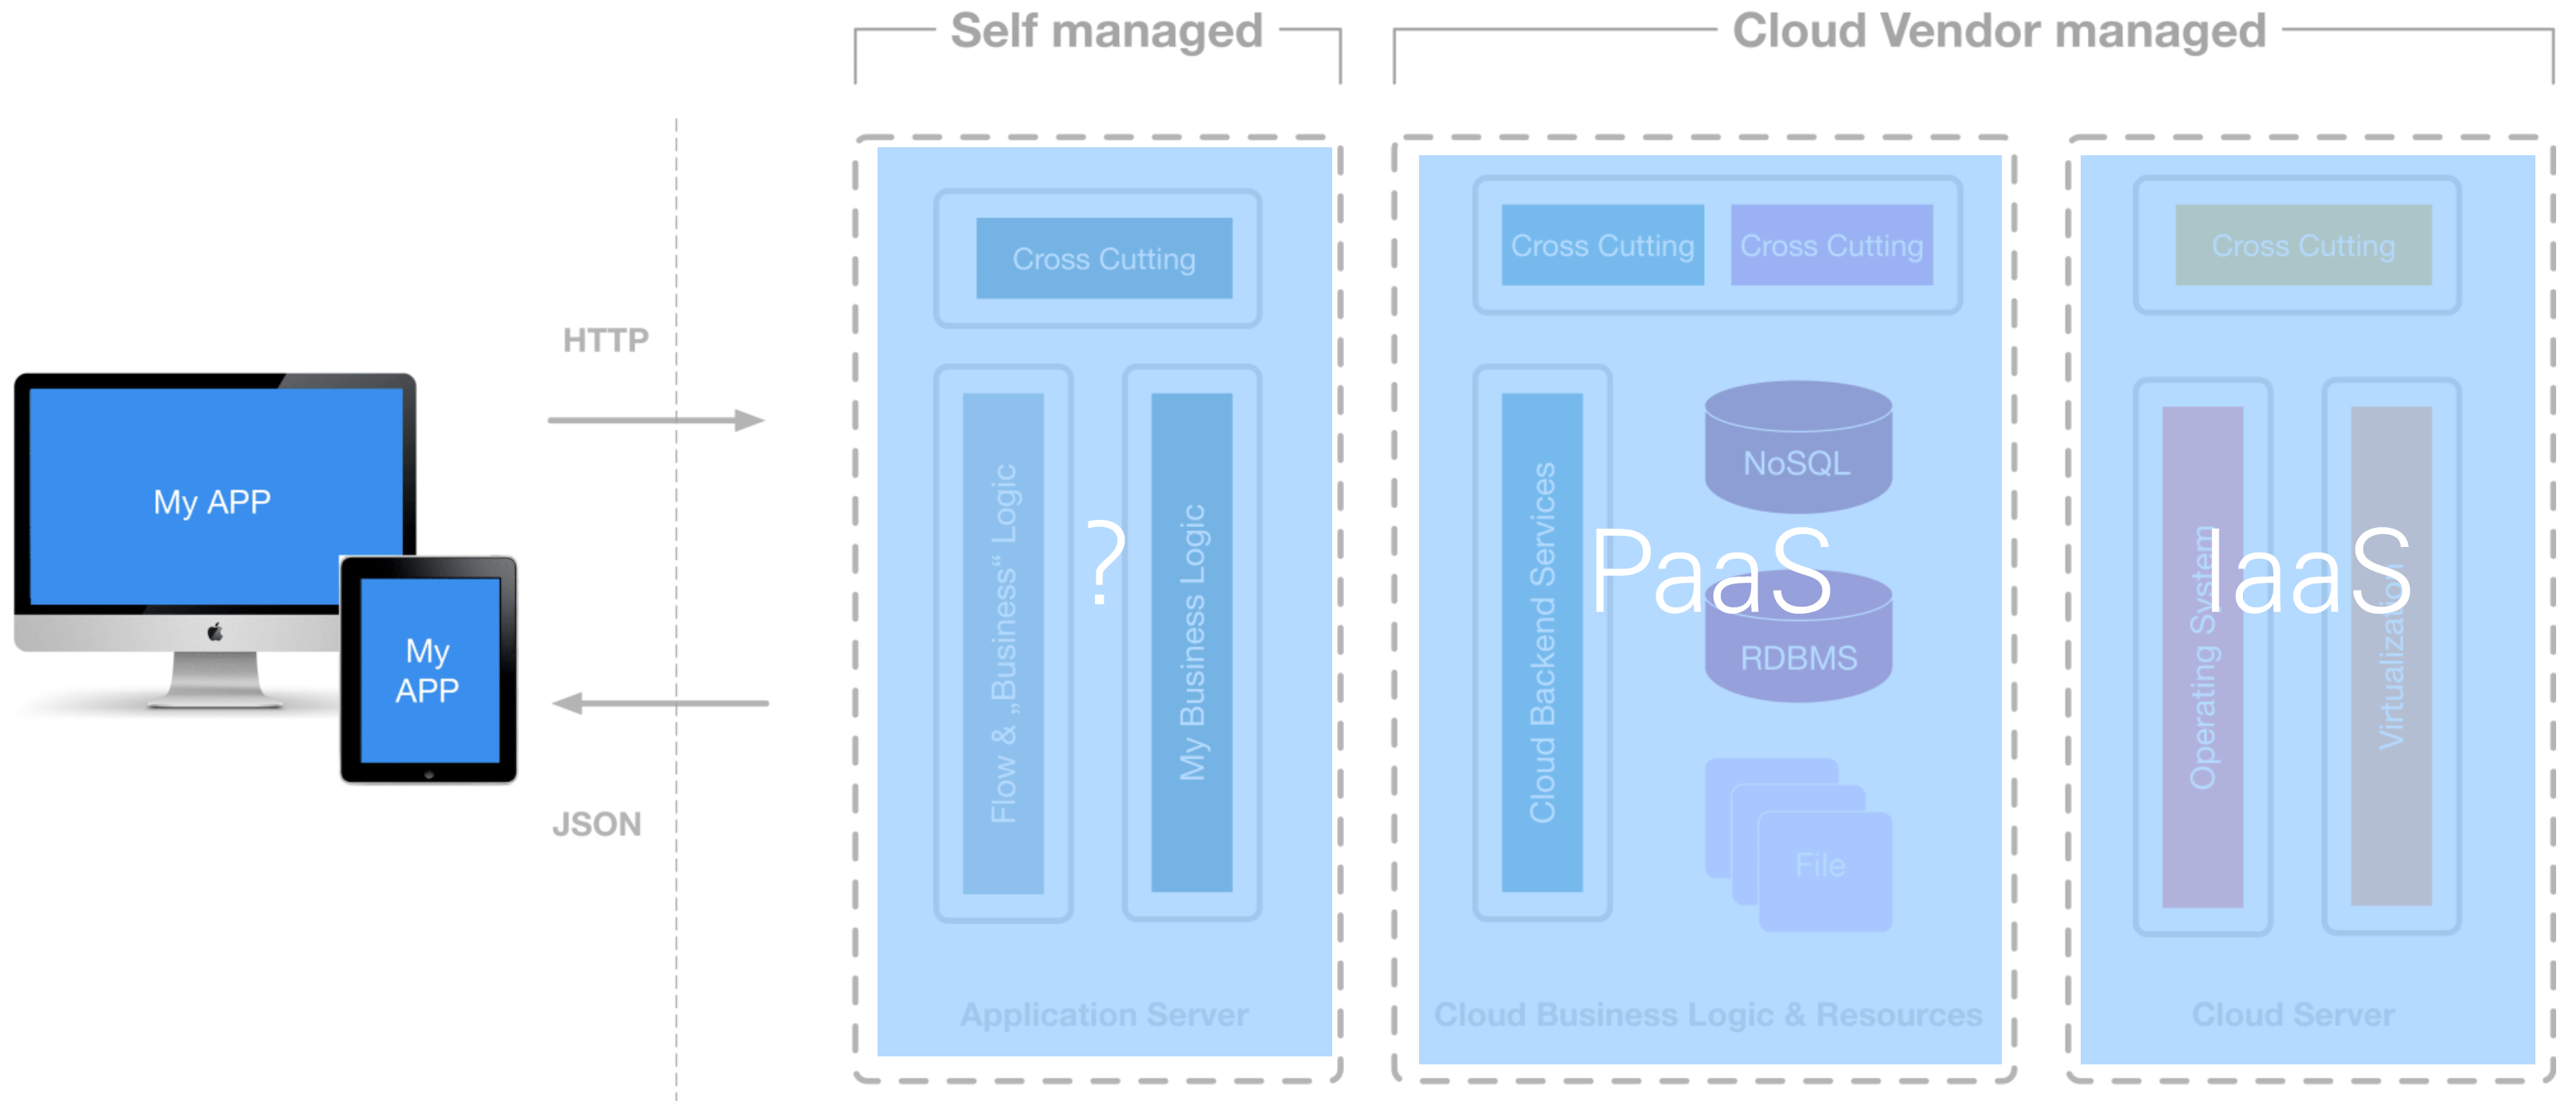 Self managed
Cloud Vendor managed
HTTP
JSON
My APP
My
APP
Cross Cutting
Flow & „Business“ Logic
My Business Logic
?
Application Server
Cross Cutting
Cross Cutting
Cloud Backend Services
NoSQL
PaaS
RDBMS
File
Cloud Business Logic & Resources
Cross Cutting
Operating System
Virtualization
IaaS
Cloud Server